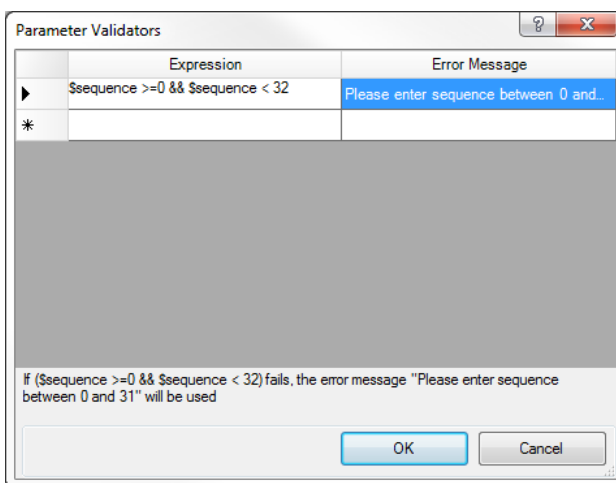 Parameter Validators
Expression Error Message
$sequence >=0 && $sequence < 32 Please enter sequence between 0 and...
If ($sequence >=0 && $sequence < 32) fails, the error message "Please enter sequence
between 0 and 31" will be used
OK Cancel